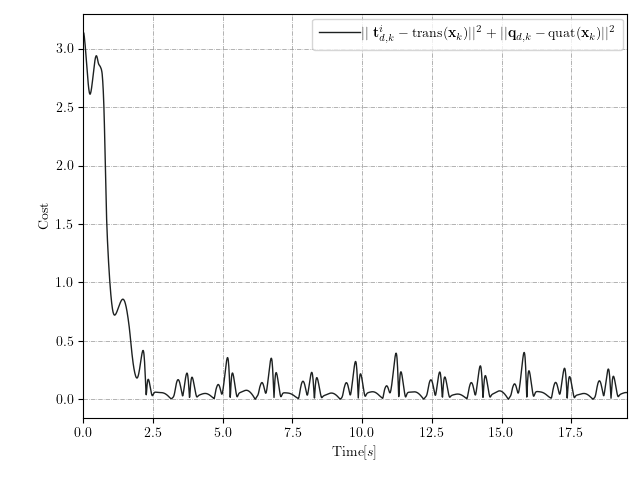 || t^i_{d,k} − trans(x_k)||² + ||q_{d,k} − quat(x_k)||²
3.0
2.5
2.0
1.5
1.0
0.5
0.0
Cost
0.0 2.5 5.0 7.5 10.0 12.5 15.0 17.5
Time[s]